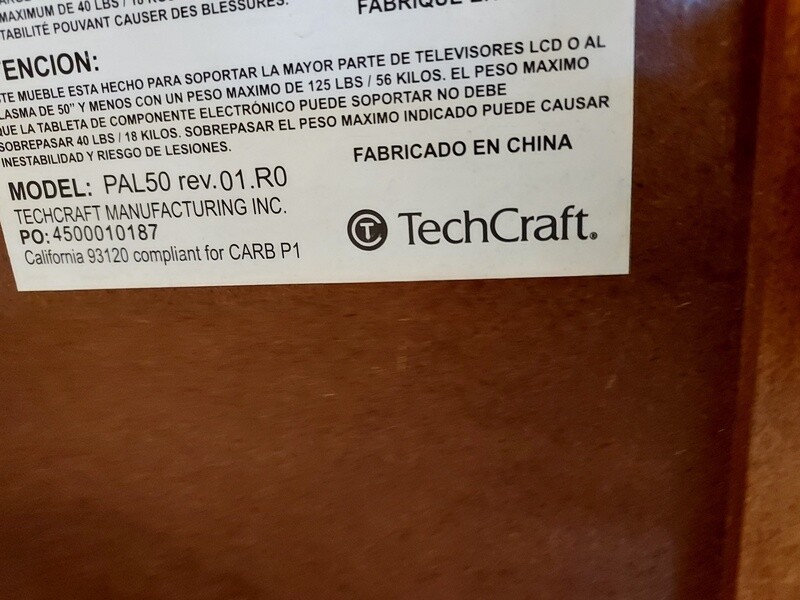 MAXIMUM DE 40 LBS / 18
STABILITÉ POUVANT CAUSER DES BLESSURES.
FABRIQUÉ EN
TENCION:
STE MUEBLE ESTA HECHO PARA SOPORTAR LA MAYOR PARTE DE TELEVISORES LCD O AL
LASMA DE 50" Y MENOS CON UN PESO MAXIMO DE 125 LBS / 56 KILOS. EL PESO MAXIMO
QUE LA TABLETA DE COMPONENTE ELECTRÓNICO PUEDE SOPORTAR NO DEBE
SOBREPASAR 40 LBS / 18 KILOS. SOBREPASAR EL PESO MAXIMO INDICADO PUEDE CAUSAR
INESTABILIDAD Y RIESGO DE LESIONES.
FABRICADO EN CHINA
MODEL: PAL50 rev.01.R0
TECHCRAFT MANUFACTURING INC.
PO:4500010187
California 93120 compliant for CARB P1
TechCraft®